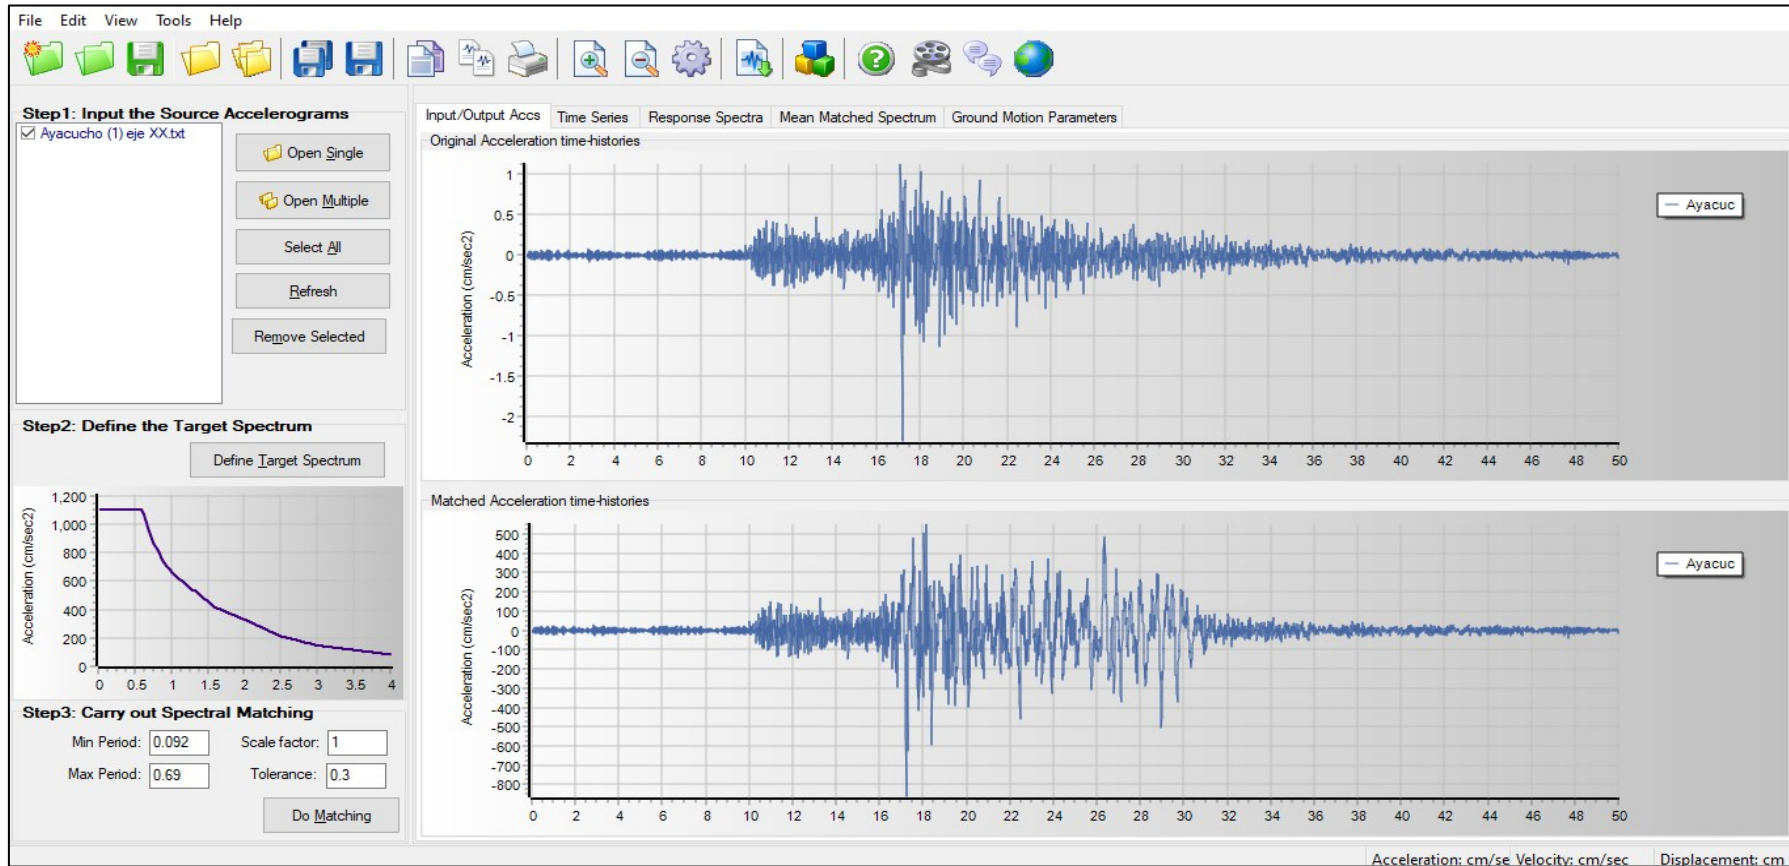 File Edit View Tools Help
Step1: Input the Source Accelerograms
Ayacucho (1) eje XX.txt
Open Single
Open Multiple
Select All
Refresh
Remove Selected
Step2: Define the Target Spectrum
Define Target Spectrum
Acceleration (cm/sec2)
1,200
1,000
800
600
400
200
0
0 0.5 1 1.5 2 2.5 3 3.5 4
Step3: Carry out Spectral Matching
Min Period: 0.092 Scale factor: 1
Max Period: 0.69 Tolerance: 0.3
Do Matching
Input/Output Accs Time Series Response Spectra Mean Matched Spectrum Ground Motion Parameters
Original Acceleration time-histories
Acceleration (cm/sec2)
1
0.5
0
-0.5
-1
-1.5
-2
0 2 4 6 8 10 12 14 16 18 20 22 24 26 28 30 32 34 36 38 40 42 44 46 48 50
Ayacuc
Matched Acceleration time-histories
Acceleration (cm/sec2)
500
400
300
200
100
0
-100
-200
-300
-400
-500
-600
-700
-800
0 2 4 6 8 10 12 14 16 18 20 22 24 26 28 30 32 34 36 38 40 42 44 46 48 50
Ayacuc
Acceleration: cm/se Velocity: cm/sec Displacement: cm